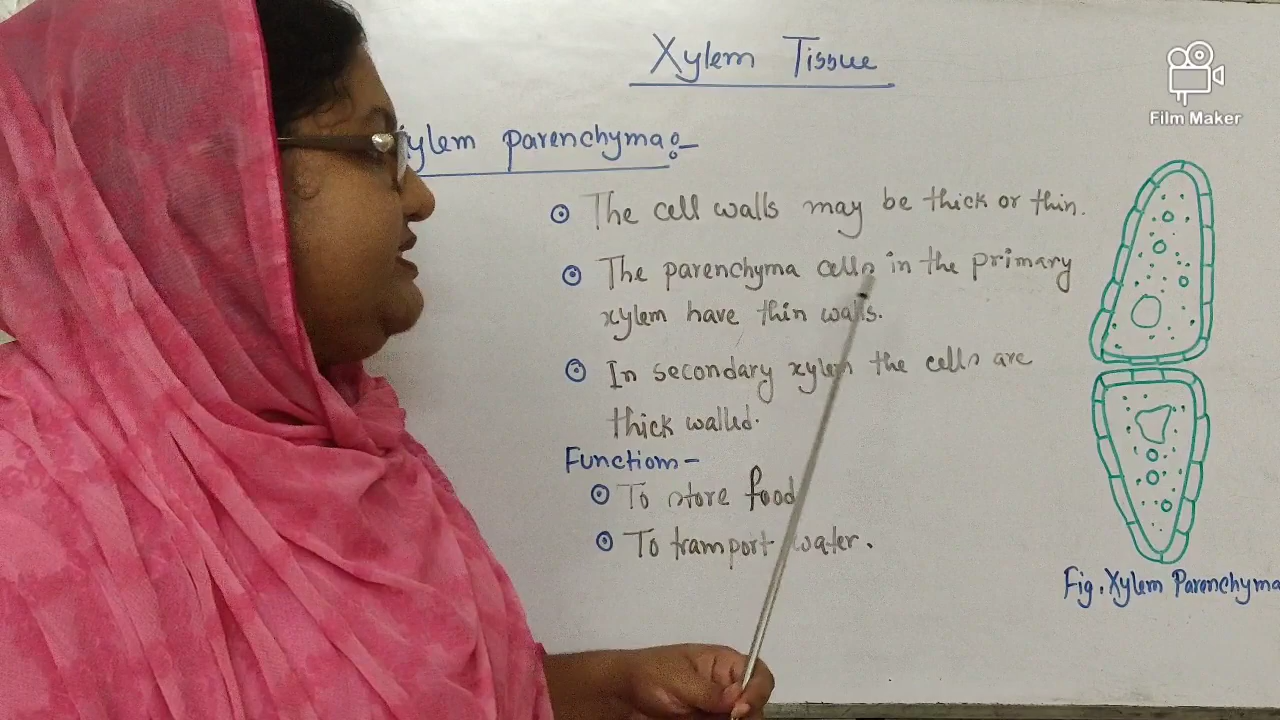 Xylem Tissue
Film Maker
xylem parenchyma:-
The cell walls may be thick or thin.
The parenchyma cells in the primary
xylem have thin walls.
In secondary xylem the cells are
thick walled.
Function-
To store food
To transport water.
Fig. Xylem Parenchyma